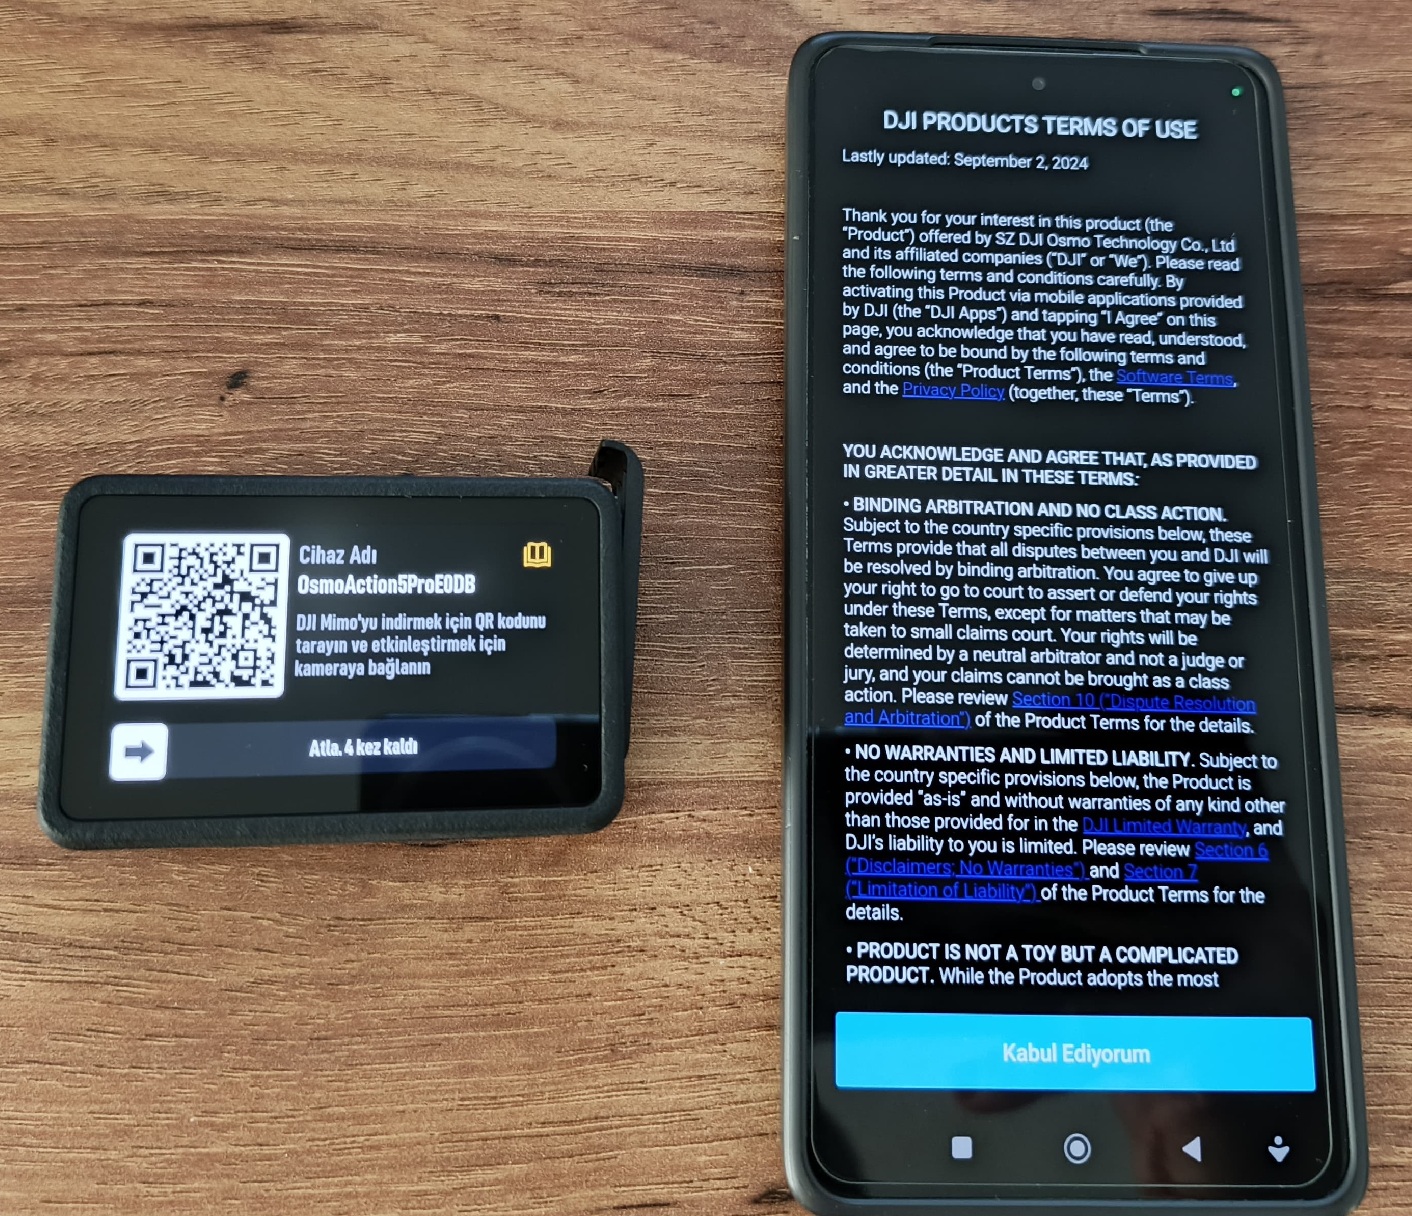 Cihaz Adı
OsmoAction5ProE0DB
DJI Mimo'yu indirmek için QR kodunu
tarayın ve etkinleştirmek için
kameraya bağlanın
Atla. 4 kez kaldı
DJI PRODUCTS TERMS OF USE
Lastly updated: September 2, 2024
Thank you for your interest in this product (the
"Product") offered by SZ DJI Osmo Technology Co., Ltd
and its affiliated companies ("DJI" or "We"). Please read
the following terms and conditions carefully. By
activating this Product via mobile applications provided
by DJI (the "DJI Apps") and tapping "I Agree" on this
page, you acknowledge that you have read, understood,
and agree to be bound by the following terms and
conditions (the "Product Terms"), the Software Terms,
and the Privacy Policy (together, these "Terms").
YOU ACKNOWLEDGE AND AGREE THAT, AS PROVIDED
IN GREATER DETAIL IN THESE TERMS:
• BINDING ARBITRATION AND NO CLASS ACTION.
Subject to the country specific provisions below, these
Terms provide that all disputes between you and DJI will
be resolved by binding arbitration. You agree to give up
your right to go to court to assert or defend your rights
under these Terms, except for matters that may be
taken to small claims court. Your rights will be
determined by a neutral arbitrator and not a judge or
jury, and your claims cannot be brought as a class
action. Please review Section 10 ("Dispute Resolution
and Arbitration") of the Product Terms for the details.
• NO WARRANTIES AND LIMITED LIABILITY. Subject to
the country specific provisions below, the Product is
provided "as-is" and without warranties of any kind other
than those provided for in the DJI Limited Warranty, and
DJI's liability to you is limited. Please review Section 6
("Disclaimers; No Warranties") and Section 7
("Limitation of Liability") of the Product Terms for the
details.
• PRODUCT IS NOT A TOY BUT A COMPLICATED
PRODUCT. While the Product adopts the most
Kabul Ediyorum